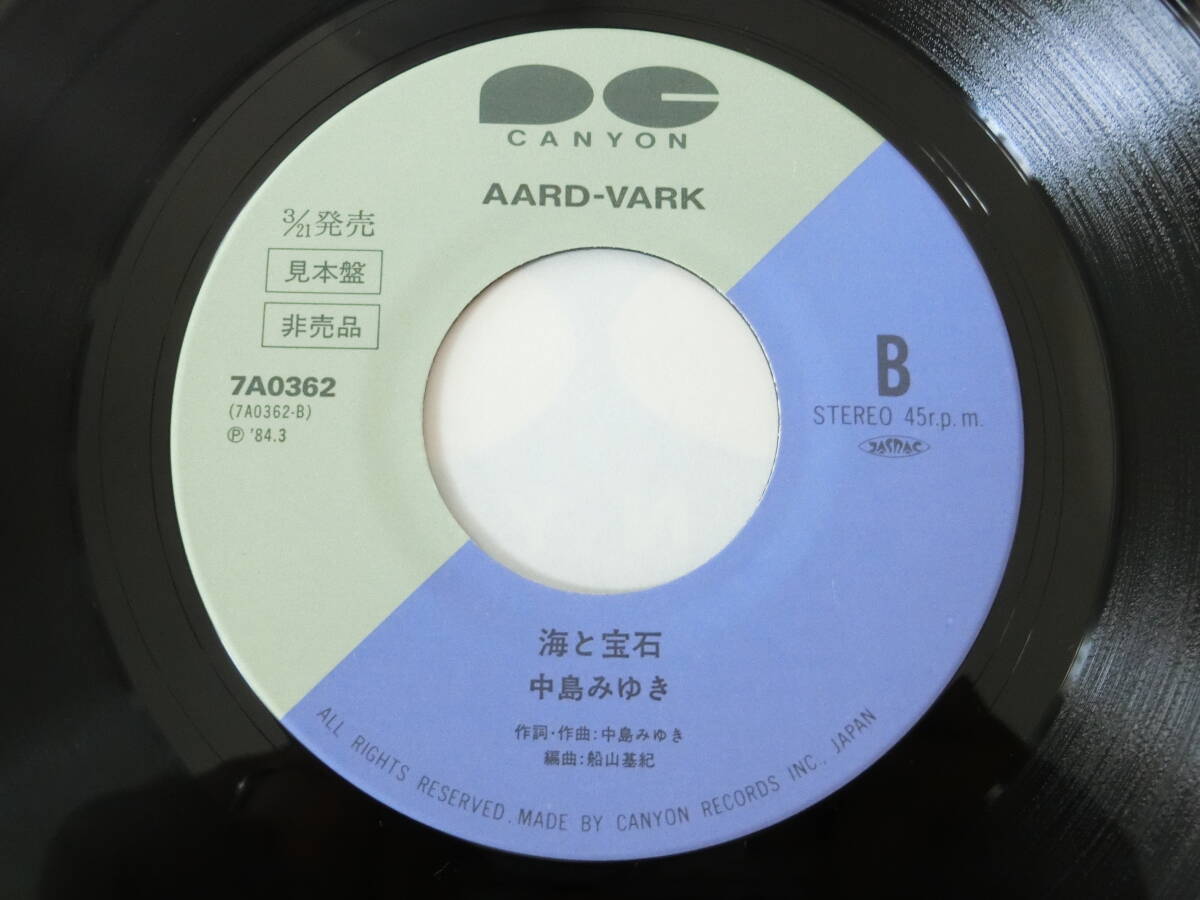 CANYON
AARD-VARK
3/21発売
見本盤
非売品
7A0362
(7A0362-B)
Ⓟ '84.3
B
STEREO 45r.p.m.
JASRAC
海と宝石
中島みゆき
作詞・作曲:中島みゆき
編曲:船山基紀
ALL RIGHTS RESERVED. MADE BY CANYON RECORDS INC., JAPAN